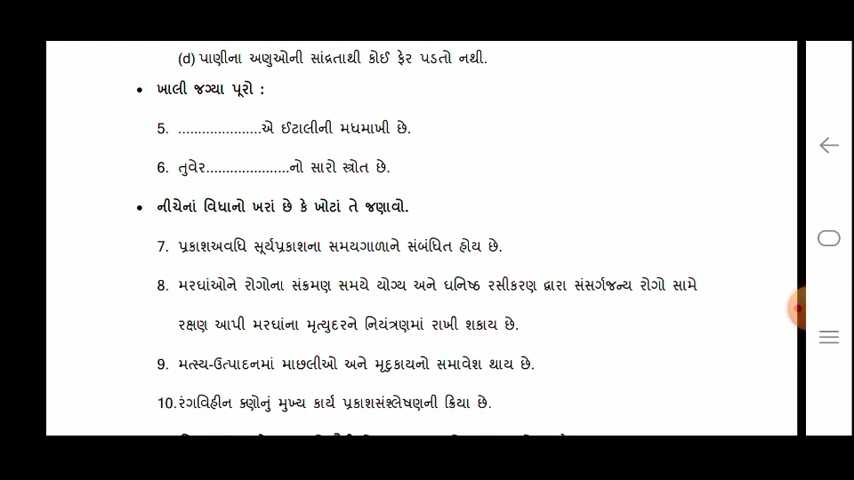 (d) પાણીના અણુઓની સાંદ્રતાથી કોઈ ફેર પડતો નથી.
• ખાલી જગ્યા પૂરો :
5. .....................એ ઈટાલીની મધમાખી છે.
6. તુવેર.....................નો સારો સ્ત્રોત છે.
• નીચેનાં વિધાનો ખરાં છે કે ખોટાં તે જણાવો.
7. પ્રકાશઅવધિ સૂર્યપ્રકાશના સમયગાળાને સંબંધિત હોય છે.
8. મરઘાંઓને રોગોના સંક્રમણ સમયે યોગ્ય અને ઘનિષ્ઠ રસીકરણ દ્વારા સંસર્ગજન્ય રોગો સામે
રક્ષણ આપી મરઘાંના મૃત્યુદરને નિયંત્રણમાં રાખી શકાય છે.
9. મત્સ્ય-ઉત્પાદનમાં માછલીઓ અને મૃદુકાયનો સમાવેશ થાય છે.
10. રંગવિહીન ક્ણોનું મુખ્ય કાર્ય પ્રકાશસંશ્લેષણની ક્રિયા છે.